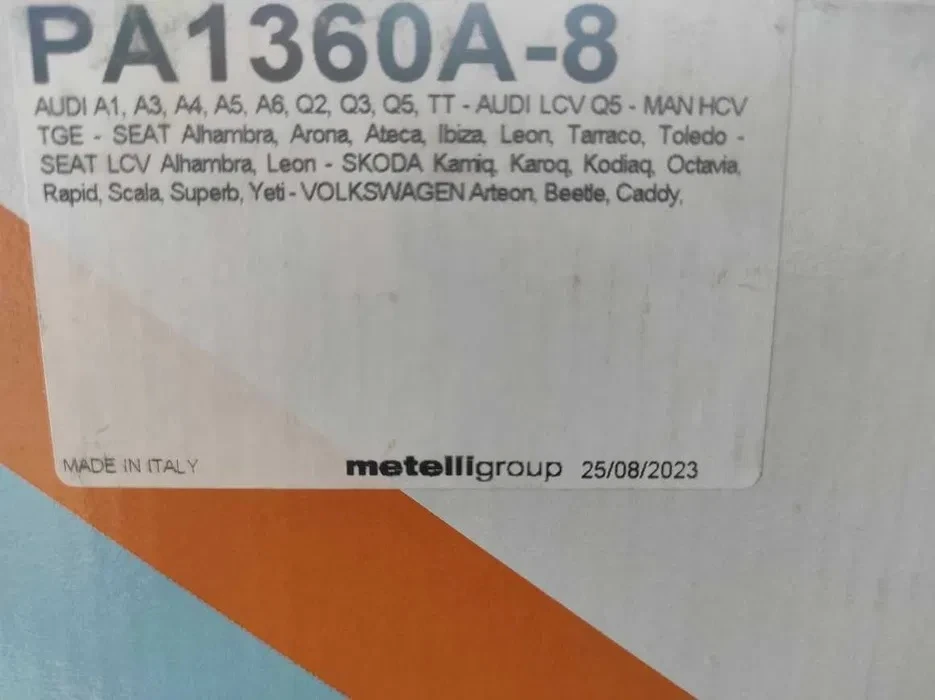 PA1360A-8
AUDI A1, A3, A4, A5, A6, Q2, Q3, Q5, TT - AUDI LCV Q5 - MAN HCV
TGE - SEAT Alhambra, Arona, Ateca, Ibiza, Leon, Tarraco, Toledo -
SEAT LCV Alhambra, Leon - SKODA Kamiq, Karoq, Kodiaq, Octavia,
Rapid, Scala, Superb, Yeti - VOLKSWAGEN Arteon, Beetle, Caddy,
MADE IN ITALY metelligroup 25/08/2023